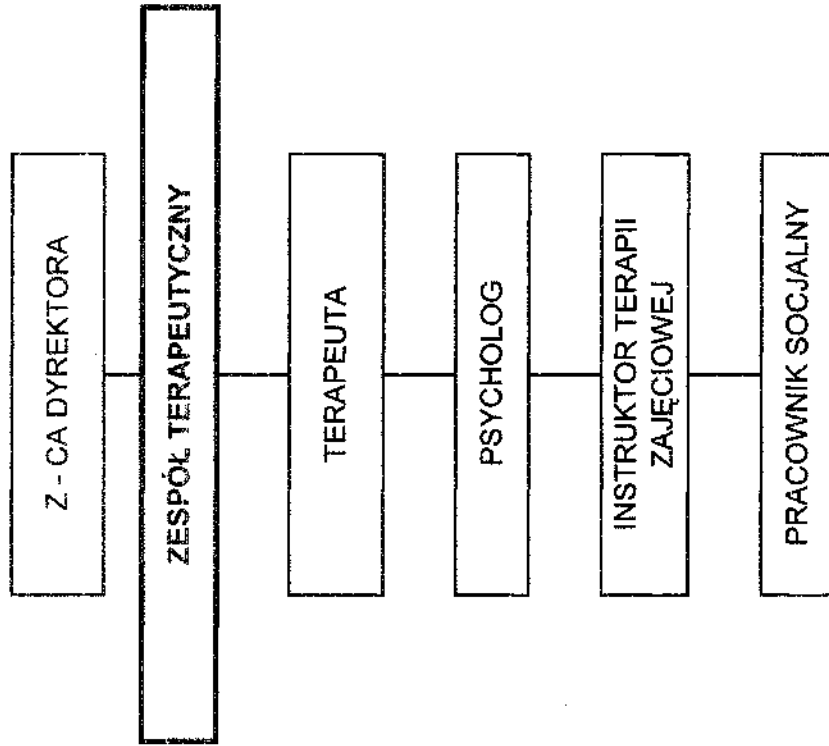 Z - CA DYREKTORA
ZESPÓŁ TERAPEUTYCZNY
TERAPEUTA
PSYCHOLOG
INSTRUKTOR TERAPII
ZAJĘCIOWEJ
PRACOWNIK SOCJALNY